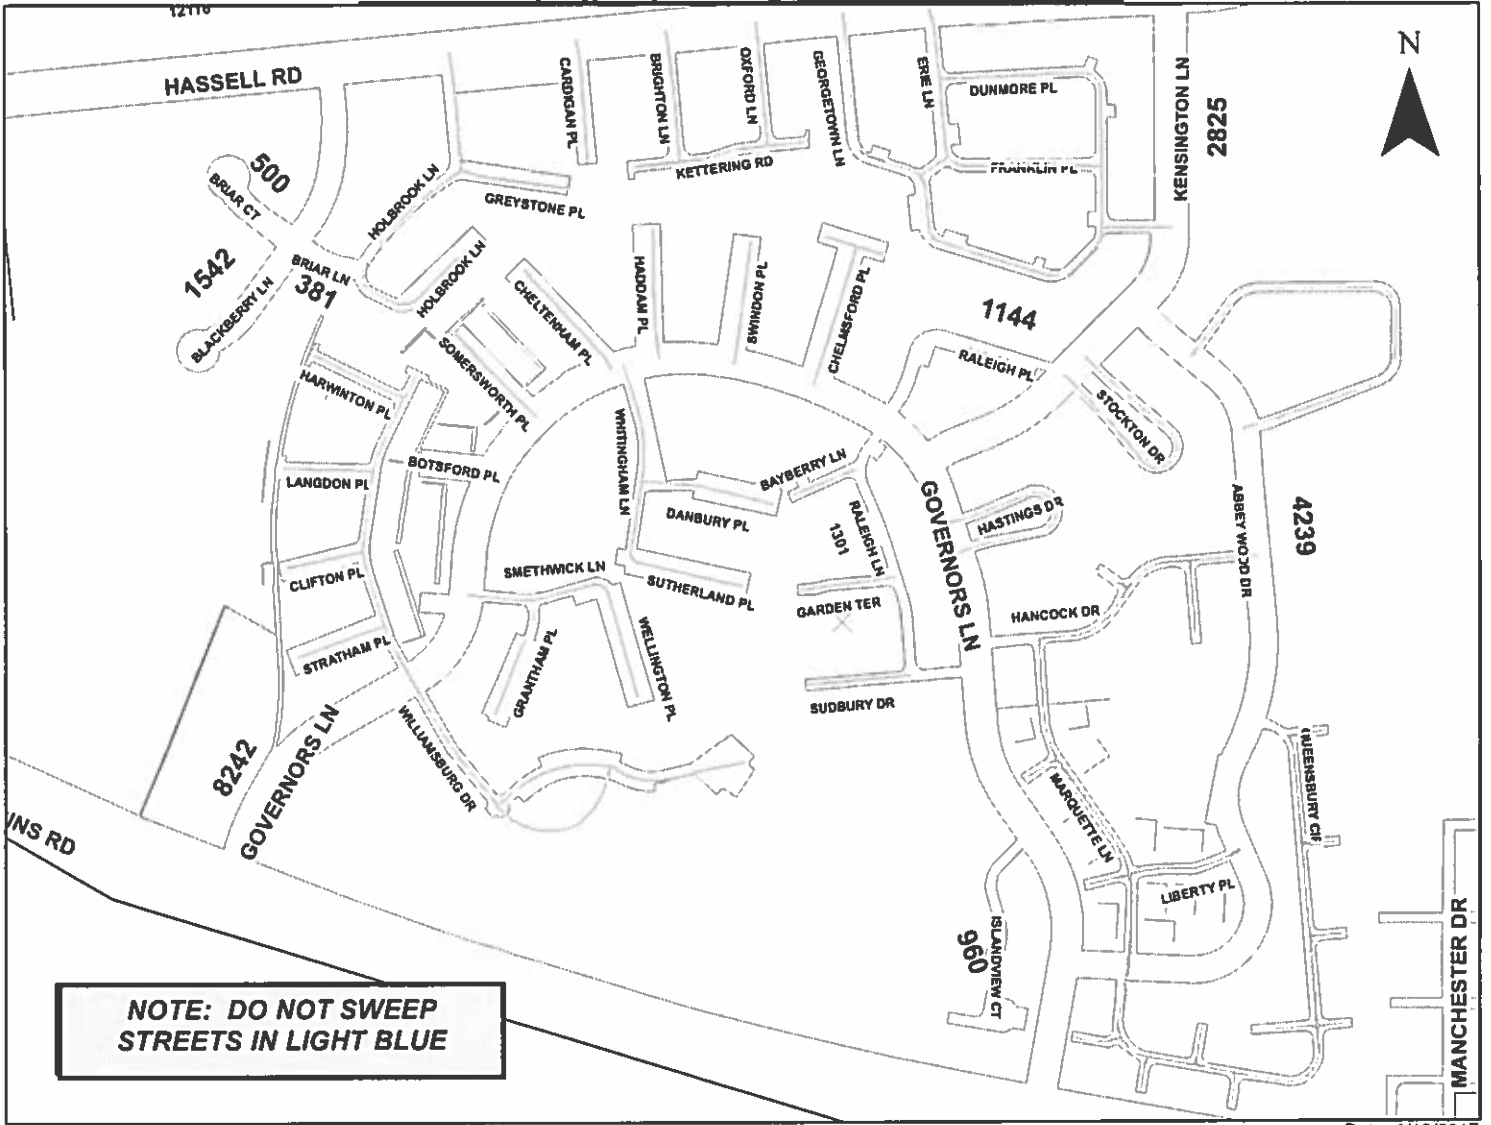 12116
HASSELL RD
CARDIGAN PL
BRIGHTON LN
OXFORD LN
GEORGETOWN LN
ERIE LN
DUNMORE PL
KENSINGTON LN
2825
N
500
BRIAR CT
HOLBROOK LN
GREYSTONE PL
KETTERING RD
FRANKLIN PL
1542
BLACKBERRY LN
BRIAR LN
381
HOLBROOK LN
CHELTENHAM PL
HADDAM PL
SWINDON PL
CHELMSFORD PL
1144
RALEIGH PL
STOCKTON DR
HARWINTON PL
SOMERSWORTH PL
WHITINGHAM LN
BAYBERRY LN
LANGDON PL
BOTSFORD PL
DANBURY PL
RALEIGH LN
1301
GOVERNORS LN
HASTINGS DR
ABBEY WOOD DR
4239
CLIFTON PL
SMETHWICK LN
SUTHERLAND PL
GARDEN TER
HANCOCK DR
STRATHAM PL
GRANTHAM PL
WELLINGTON PL
SUDBURY DR
8242
GOVERNORS LN
WILLIAMSBURG DR
MARQUETTE LN
QUEENSBURY CIR
INS RD
LIBERTY PL
960
ISLANDVIEW CT
MANCHESTER DR
NOTE: DO NOT SWEEP
STREETS IN LIGHT BLUE